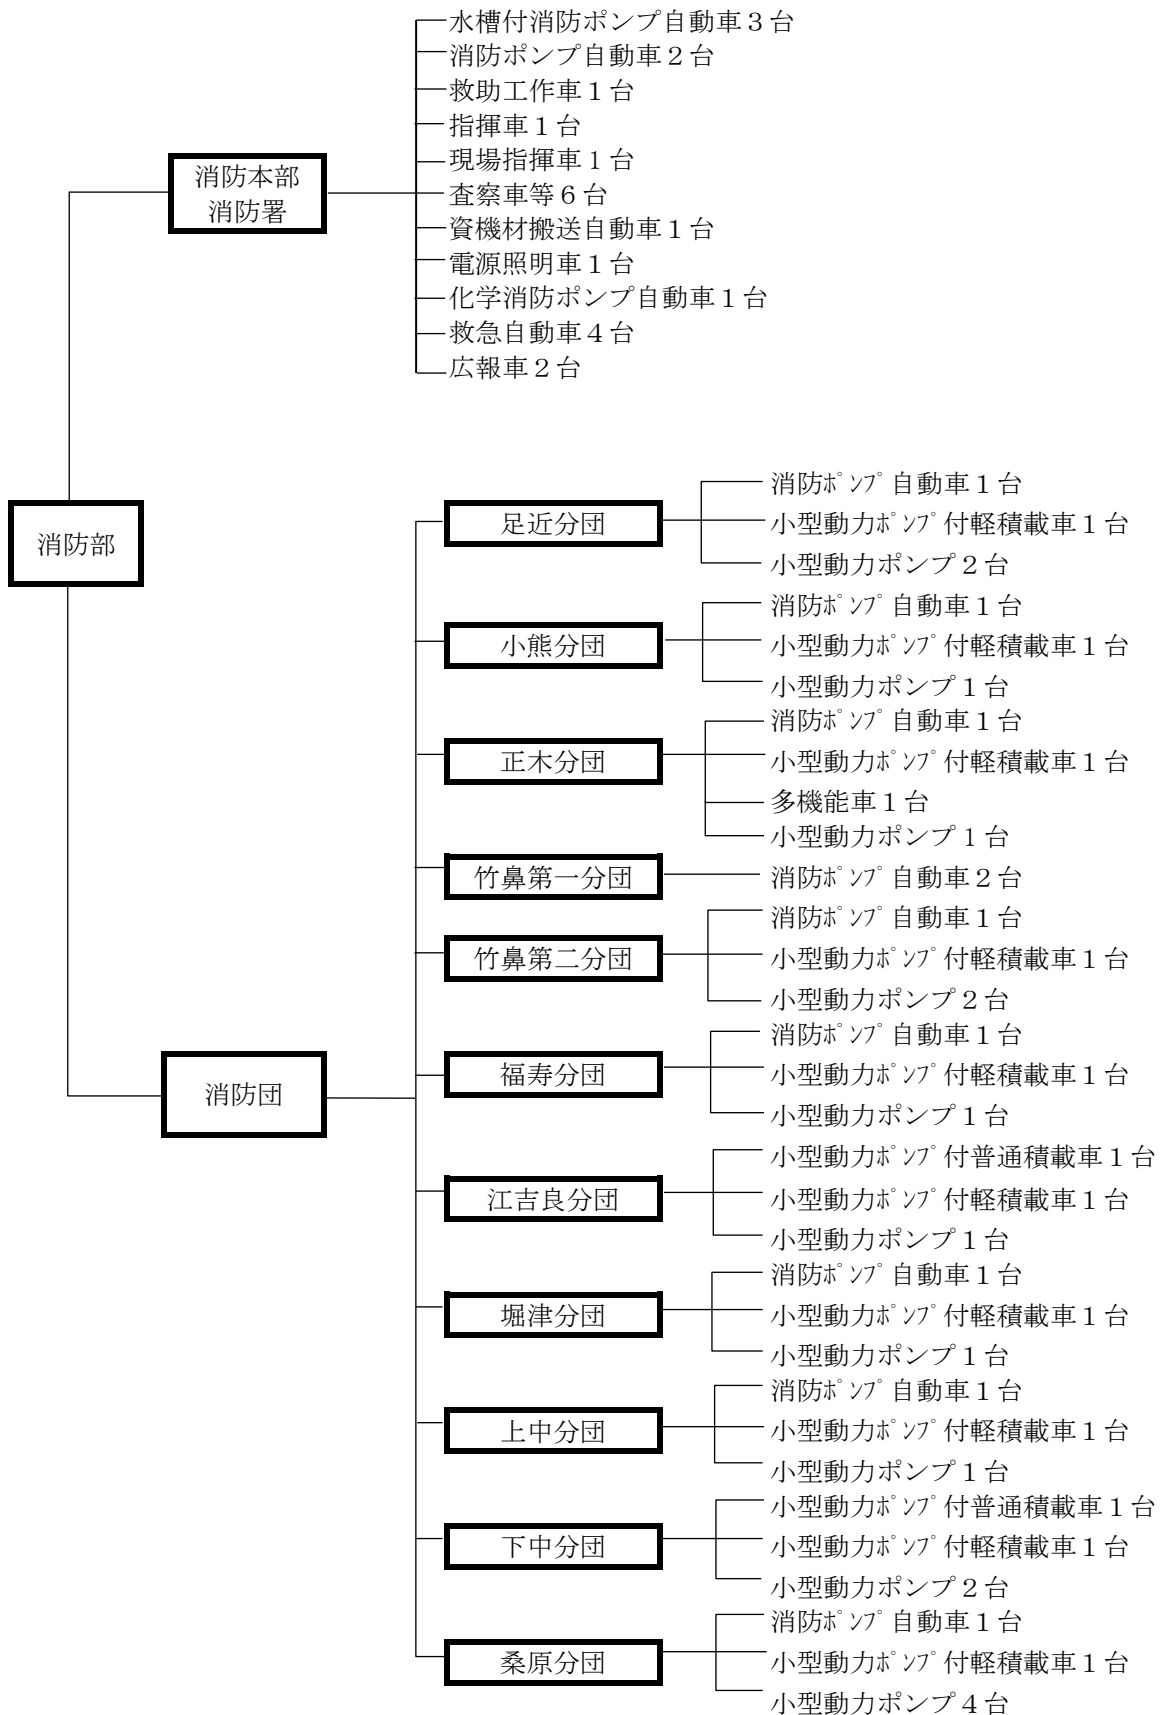 水槽付消防ポンプ自動車３台
消防ポンプ自動車２台
救助工作車１台
指揮車１台
現場指揮車１台
査察車等６台
資機材搬送自動車１台
電源照明車１台
化学消防ポンプ自動車１台
救急自動車４台
広報車２台
消防本部
消防署
消防部
消防団
足近分団
消防ﾎﾟﾝﾌﾟ自動車１台
小型動力ﾎﾟﾝﾌﾟ付軽積載車１台
小型動力ポンプ２台
小熊分団
消防ﾎﾟﾝﾌﾟ自動車１台
小型動力ﾎﾟﾝﾌﾟ付軽積載車１台
小型動力ポンプ１台
正木分団
消防ﾎﾟﾝﾌﾟ自動車１台
小型動力ﾎﾟﾝﾌﾟ付軽積載車１台
多機能車１台
小型動力ポンプ１台
竹鼻第一分団
消防ﾎﾟﾝﾌﾟ自動車２台
竹鼻第二分団
消防ﾎﾟﾝﾌﾟ自動車１台
小型動力ﾎﾟﾝﾌﾟ付軽積載車１台
小型動力ポンプ２台
福寿分団
消防ﾎﾟﾝﾌﾟ自動車１台
小型動力ﾎﾟﾝﾌﾟ付軽積載車１台
小型動力ポンプ１台
江吉良分団
小型動力ﾎﾟﾝﾌﾟ付普通積載車１台
小型動力ﾎﾟﾝﾌﾟ付軽積載車１台
小型動力ポンプ１台
堀津分団
消防ﾎﾟﾝﾌﾟ自動車１台
小型動力ﾎﾟﾝﾌﾟ付軽積載車１台
小型動力ポンプ１台
上中分団
消防ﾎﾟﾝﾌﾟ自動車１台
小型動力ﾎﾟﾝﾌﾟ付軽積載車１台
小型動力ポンプ１台
下中分団
小型動力ﾎﾟﾝﾌﾟ付普通積載車１台
小型動力ﾎﾟﾝﾌﾟ付軽積載車１台
小型動力ポンプ２台
桑原分団
消防ﾎﾟﾝﾌﾟ自動車１台
小型動力ﾎﾟﾝﾌﾟ付軽積載車１台
小型動力ポンプ４台